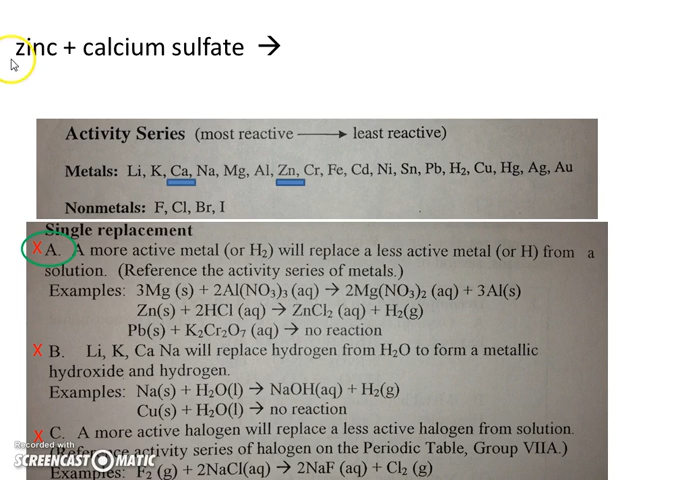 zinc + calcium sulfate →
Activity Series (most reactive ⟶ least reactive)
Metals: Li, K, Ca, Na, Mg, Al, Zn, Cr, Fe, Cd, Ni, Sn, Pb, H₂, Cu, Hg, Ag, Au
Nonmetals: F, Cl, Br, I
Single replacement
X A. A more active metal (or H₂) will replace a less active metal (or H) from a
solution. (Reference the activity series of metals.)
Examples: 3Mg (s) + 2Al(NO₃)₃ (aq) → 2Mg(NO₃)₂ (aq) + 3Al(s)
Zn(s) + 2HCl (aq) → ZnCl₂ (aq) + H₂(g)
Pb(s) + K₂Cr₂O₇ (aq) → no reaction
X B. Li, K, Ca Na will replace hydrogen from H₂O to form a metallic
hydroxide and hydrogen.
Examples: Na(s) + H₂O(l) → NaOH(aq) + H₂(g)
Cu(s) + H₂O(l) → no reaction
X C. A more active halogen will replace a less active halogen from solution.
Recorded with
activity series of halogen on the Periodic Table, Group VIIA.)
SCREENCAST O MATIC
Examples: F₂ (g) + 2NaCl(aq) → 2NaF (aq) + Cl₂ (g)